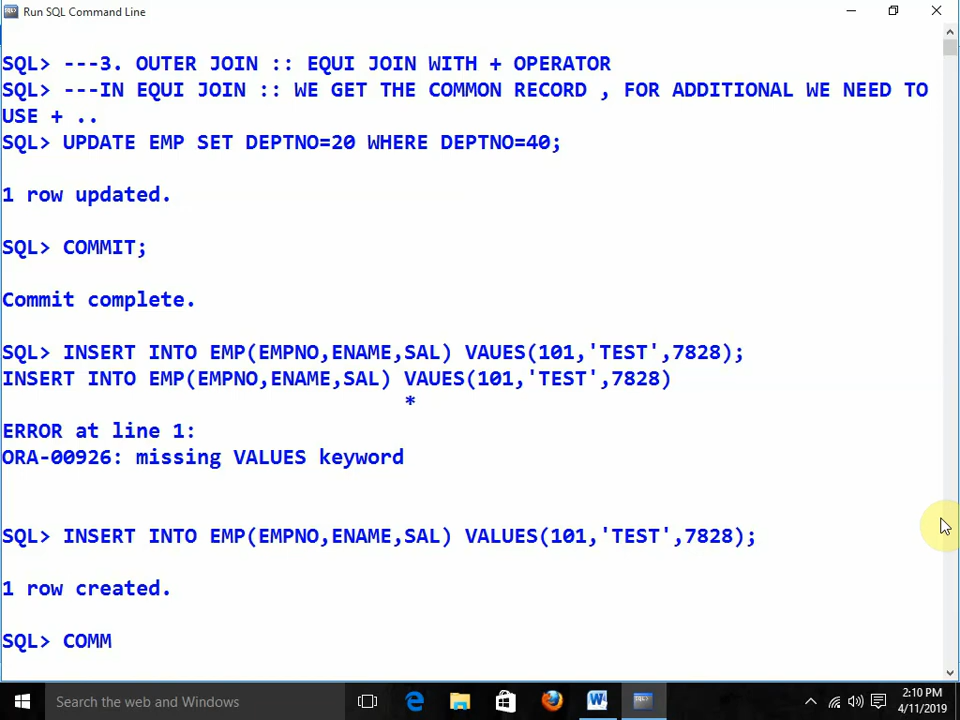 Run SQL Command Line
SQL> ---3. OUTER JOIN :: EQUI JOIN WITH + OPERATOR
SQL> ---IN EQUI JOIN :: WE GET THE COMMON RECORD , FOR ADDITIONAL WE NEED TO
USE + ..
SQL> UPDATE EMP SET DEPTNO=20 WHERE DEPTNO=40;
1 row updated.
SQL> COMMIT;
Commit complete.
SQL> INSERT INTO EMP(EMPNO,ENAME,SAL) VAUES(101,'TEST',7828);
INSERT INTO EMP(EMPNO,ENAME,SAL) VAUES(101,'TEST',7828)
*
ERROR at line 1:
ORA-00926: missing VALUES keyword
SQL> INSERT INTO EMP(EMPNO,ENAME,SAL) VALUES(101,'TEST',7828);
1 row created.
SQL> COMM
Search the web and Windows
2:10 PM
4/11/2019